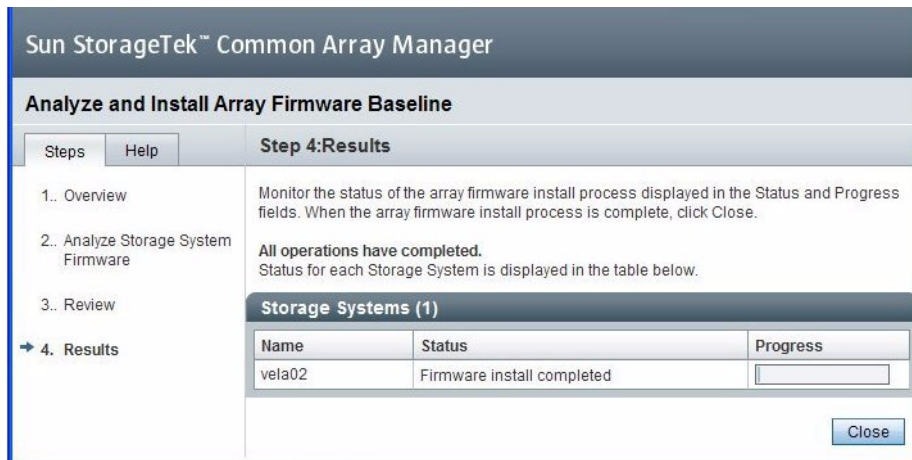 Sun StorageTek™ Common Array Manager
Analyze and Install Array Firmware Baseline
Steps
Help
1.. Overview
2.. Analyze Storage System
Firmware
3.. Review
4. Results
Step 4:Results
Monitor the status of the array firmware install process displayed in the Status and Progress
fields. When the array firmware install process is complete, click Close.
All operations have completed.
Status for each Storage System is displayed in the table below.
Storage Systems (1)
Name Status Progress
vela02 Firmware install completed
Close